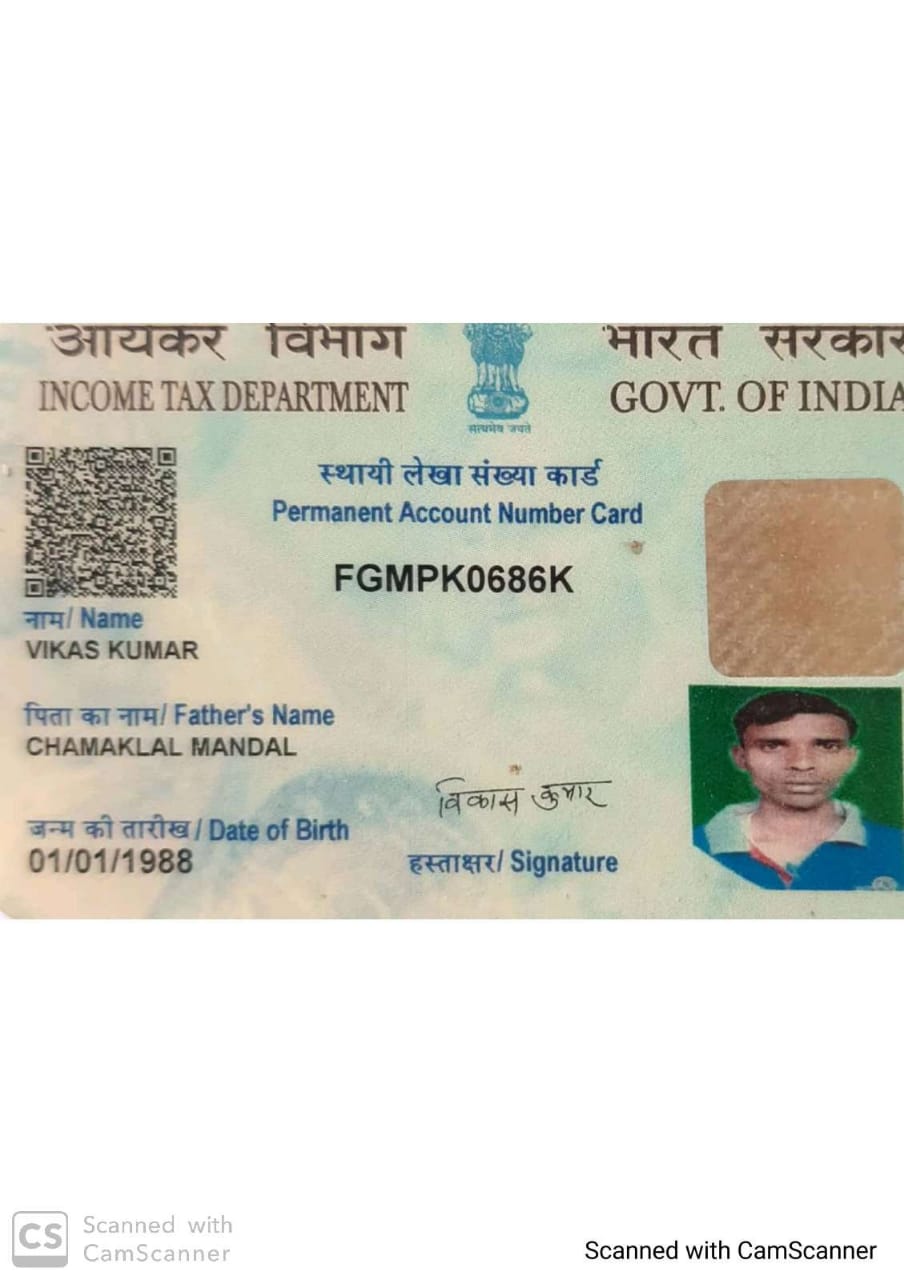 आयकर विभाग
INCOME TAX DEPARTMENT
सत्यमेव जयते
भारत सरकार
GOVT. OF INDIA
स्थायी लेखा संख्या कार्ड
Permanent Account Number Card
FGMPK0686K
नाम/ Name
VIKAS KUMAR
पिता का नाम/ Father's Name
CHAMAKLAL MANDAL
जन्म की तारीख/ Date of Birth
01/01/1988
विकास कुमार
हस्ताक्षर/ Signature
CS
Scanned with
CamScanner
Scanned with CamScanner